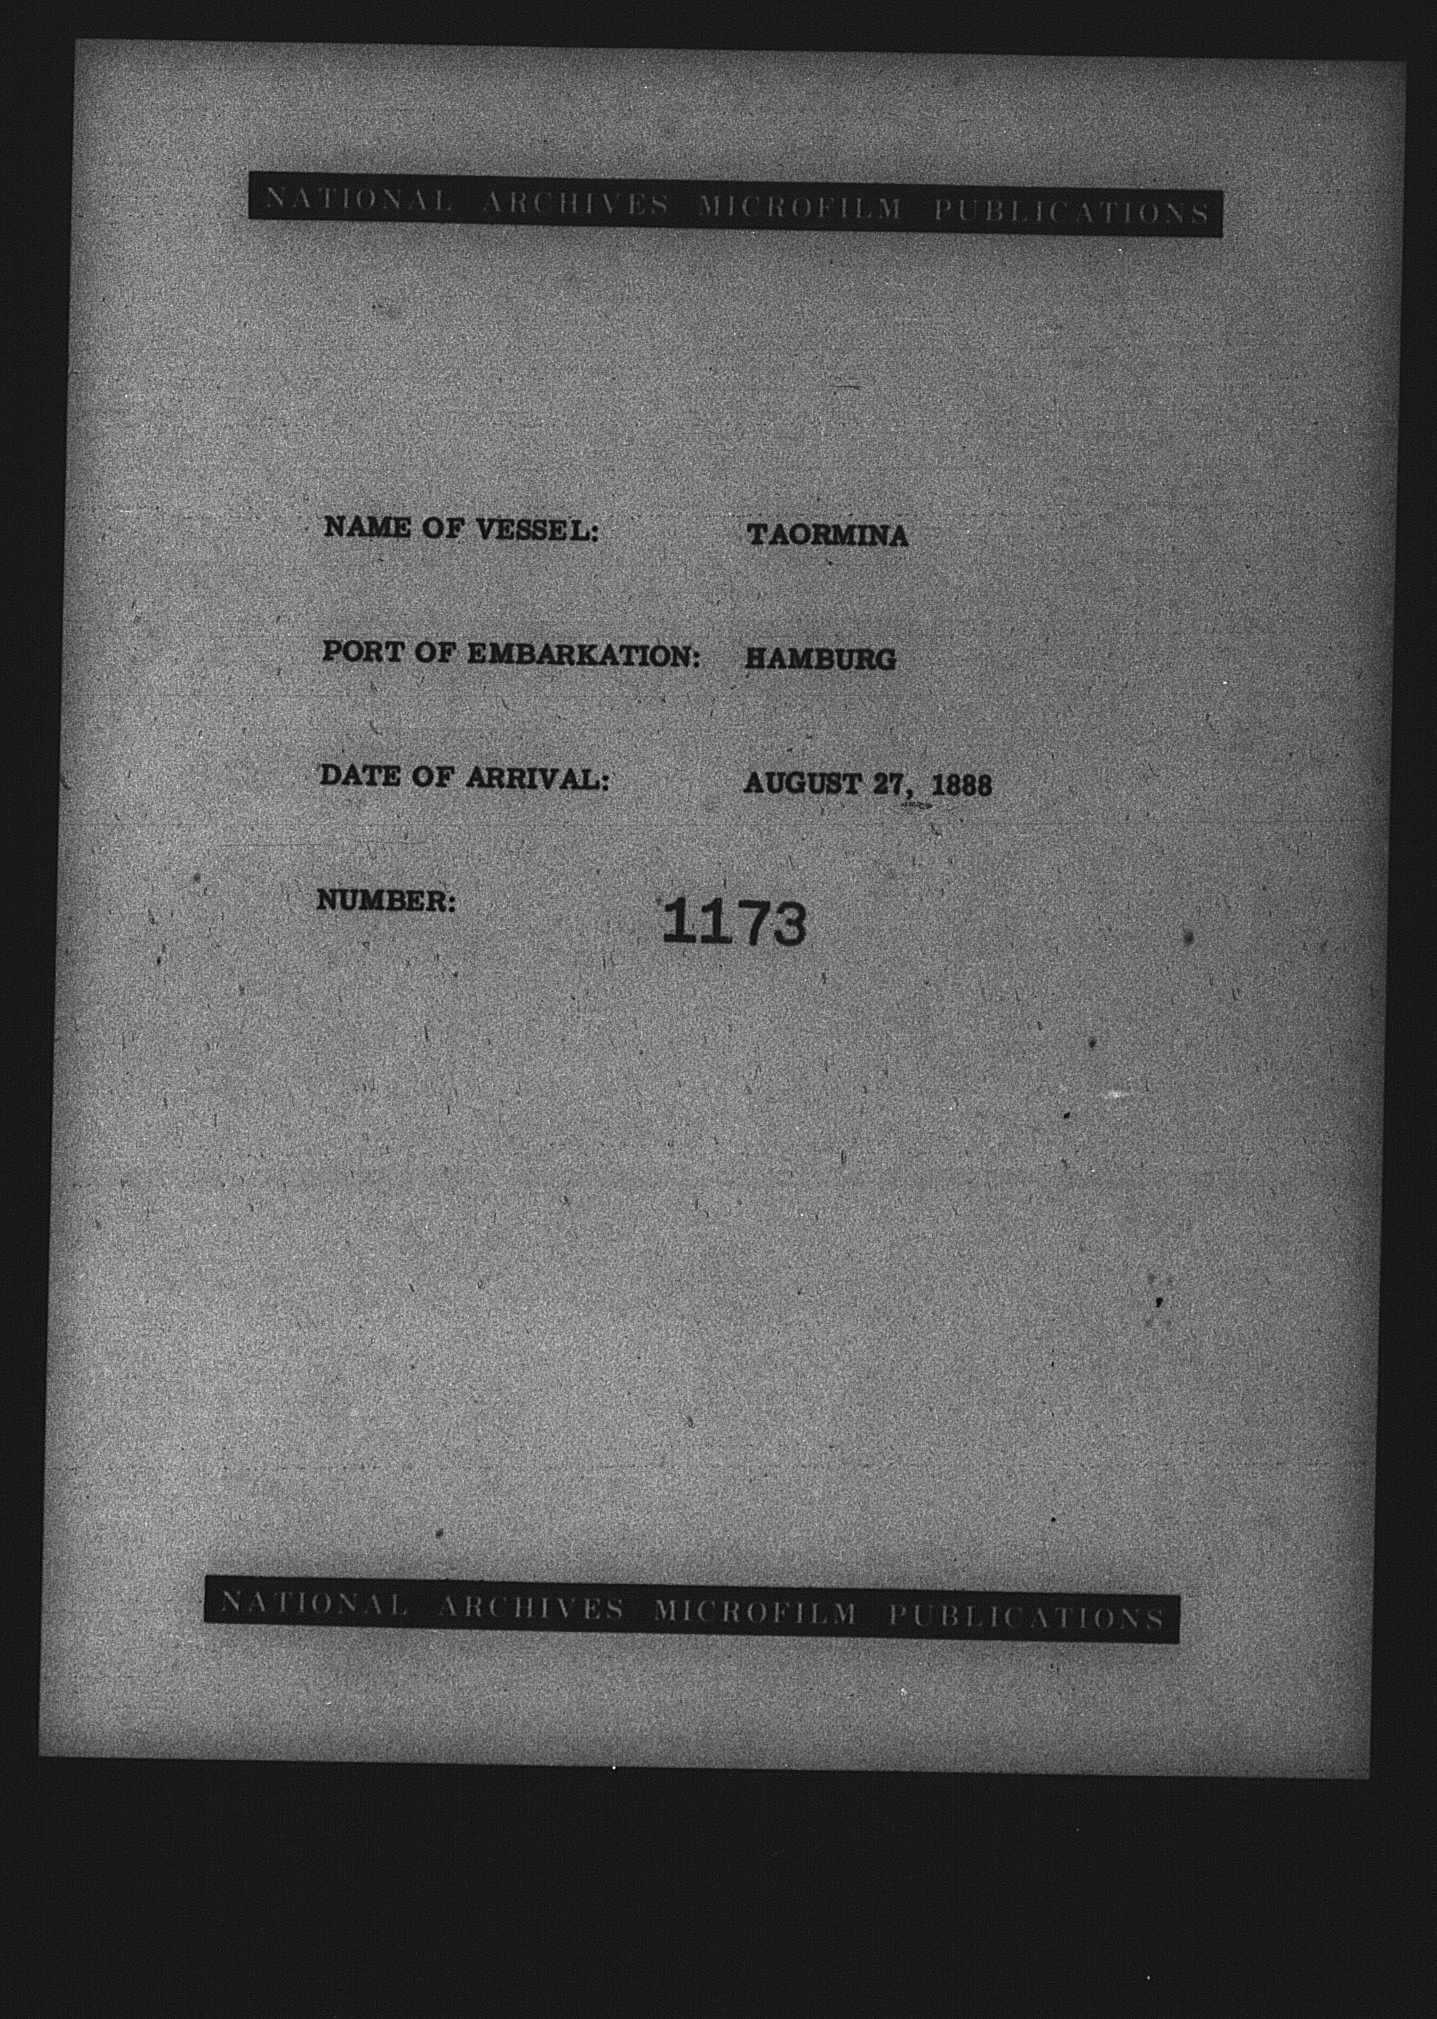 NATIONAL ARCHIVES MICROFILM PUBLICATIONS
NAME OF VESSEL: TAORMINA
PORT OF EMBARKATION: HAMBURG
DATE OF ARRIVAL: AUGUST 27, 1888
NUMBER: 1173
NATIONAL ARCHIVES MICROFILM PUBLICATIONS